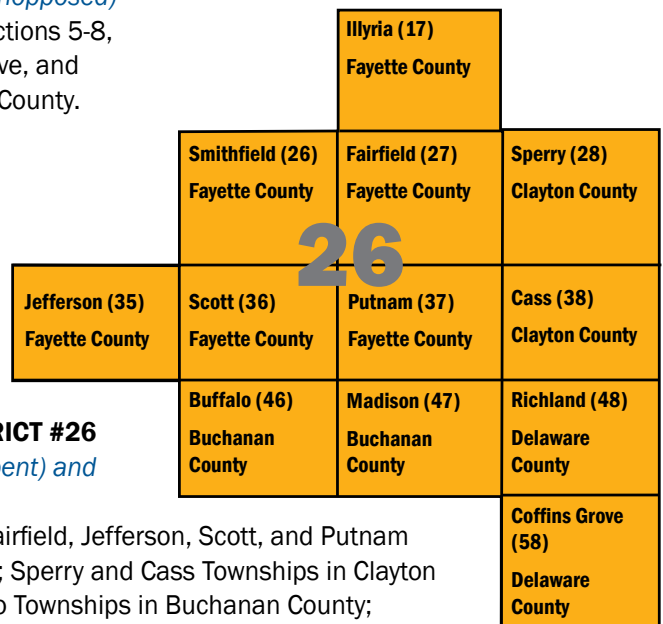 nopposed)
ctions 5-8,
ve, and
County.
Illyria (17)
Fayette County
Smithfield (26)
Fayette County
Fairfield (27)
Fayette County
Sperry (28)
Clayton County
26
Jefferson (35)
Fayette County
Scott (36)
Fayette County
Putnam (37)
Fayette County
Cass (38)
Clayton County
Buffalo (46)
Buchanan
County
Madison (47)
Buchanan
County
Richland (48)
Delaware
County
Coffins Grove
(58)
Delaware
County
RICT #26
ent) and
airfield, Jefferson, Scott, and Putnam
; Sperry and Cass Townships in Clayton
o Townships in Buchanan County;